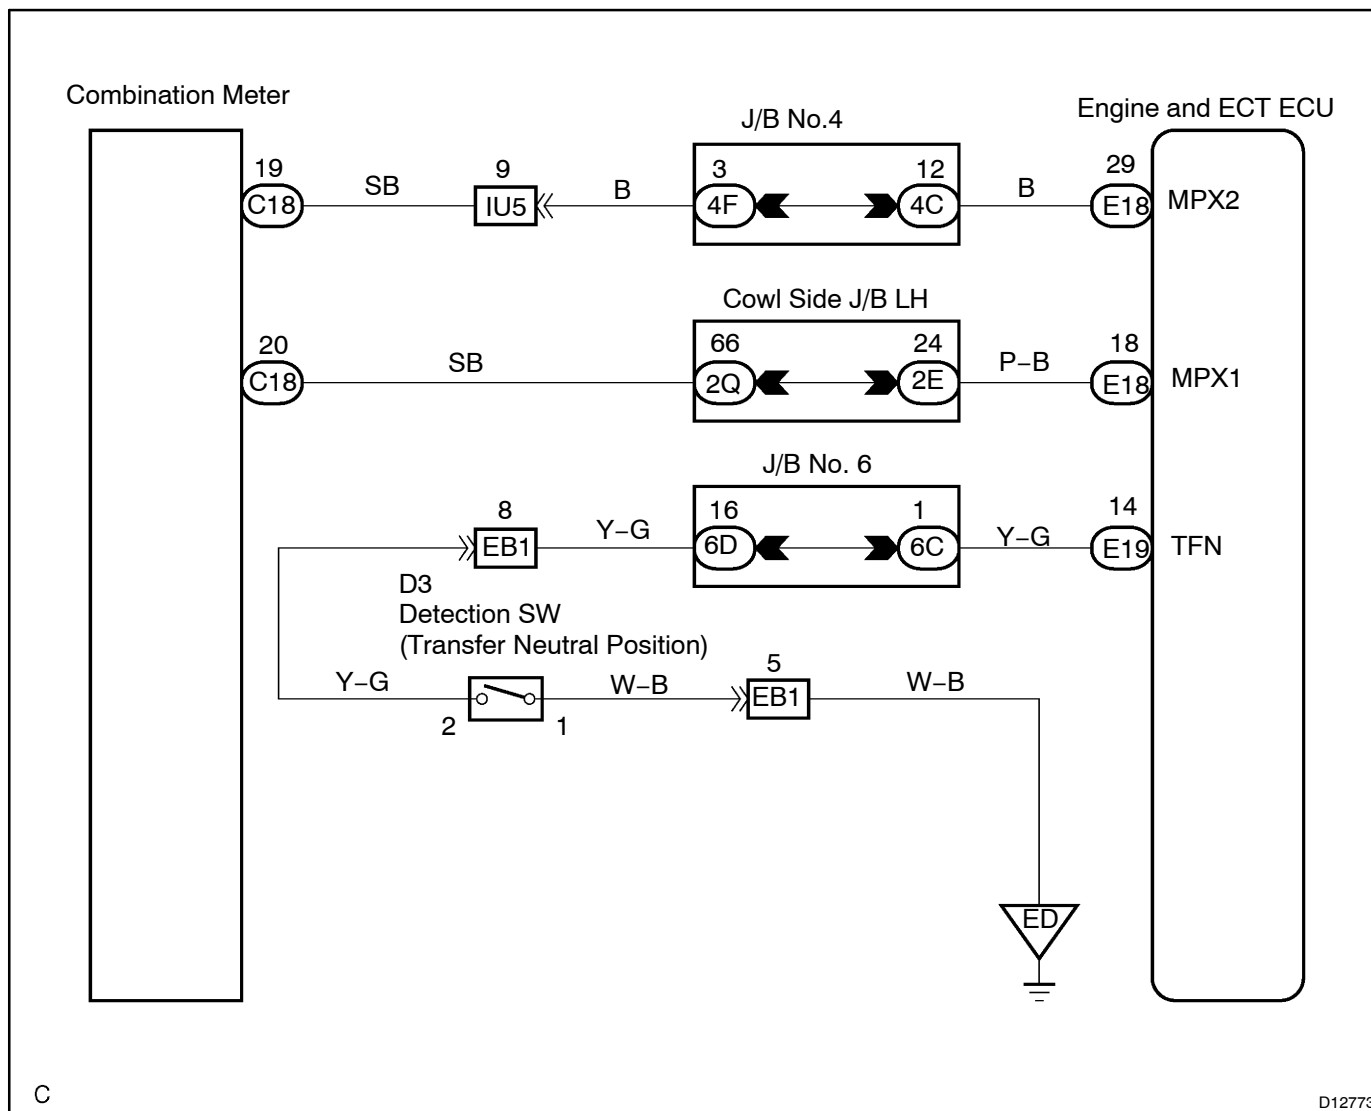 Combination Meter
J/B No.4
Engine and ECT ECU
19
9
3
12
29
C18
SB
IU5
B
4F
4C
B
E18
MPX2
Cowl Side J/B LH
20
66
24
18
C18
SB
2Q
2E
P–B
E18
MPX1
J/B No. 6
8
16
1
14
EB1
Y–G
6D
6C
Y–G
E19
TFN
D3
Detection SW
(Transfer Neutral Position)
5
Y–G
W–B
EB1
W–B
2
1
ED
C
D12773